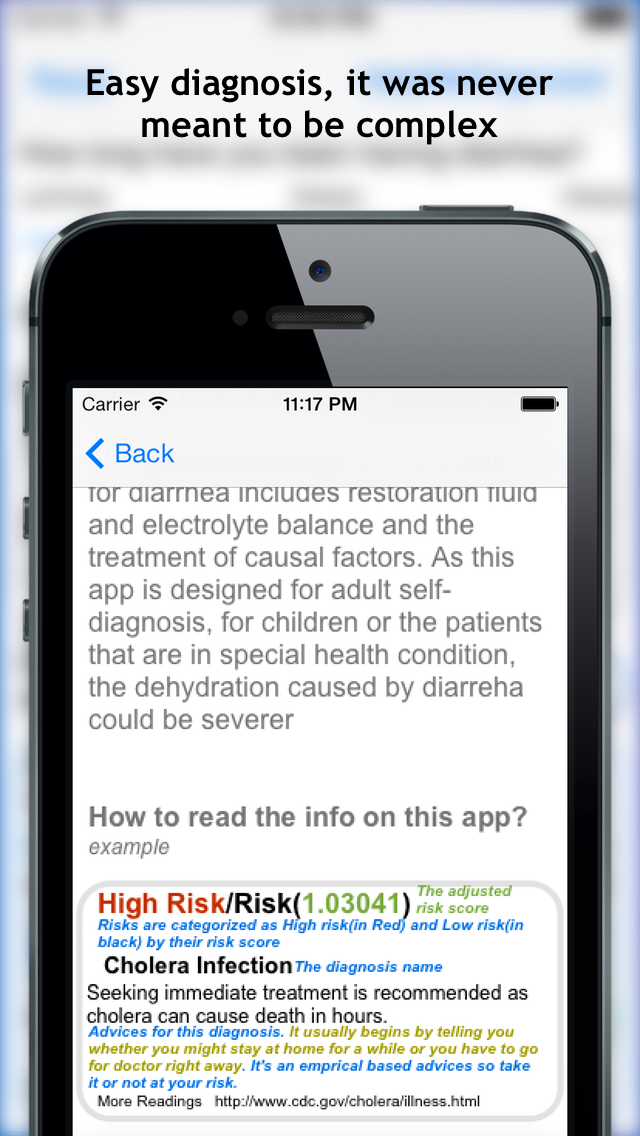 Easy diagnosis, it was never
meant to be complex
Carrier 11:17 PM
Back
for diarrhea includes restoration fluid
and electrolyte balance and the
treatment of causal factors. As this
app is designed for adult self-
diagnosis, for children or the patients
that are in special health condition,
the dehydration caused by diarreha
could be severer
How to read the info on this app?
example
High Risk/Risk(1.03041) The adjusted
risk score
Risks are categorized as High risk(in Red) and Low risk(in
black) by their risk score
Cholera Infection The diagnosis name
Seeking immediate treatment is recommended as
cholera can cause death in hours.
Advices for this diagnosis. It usually begins by telling you
whether you might stay at home for a while or you have to go
for doctor right away. It's an emprical based advices so take
it or not at your risk.
More Readings http://www.cdc.gov/cholera/illness.html